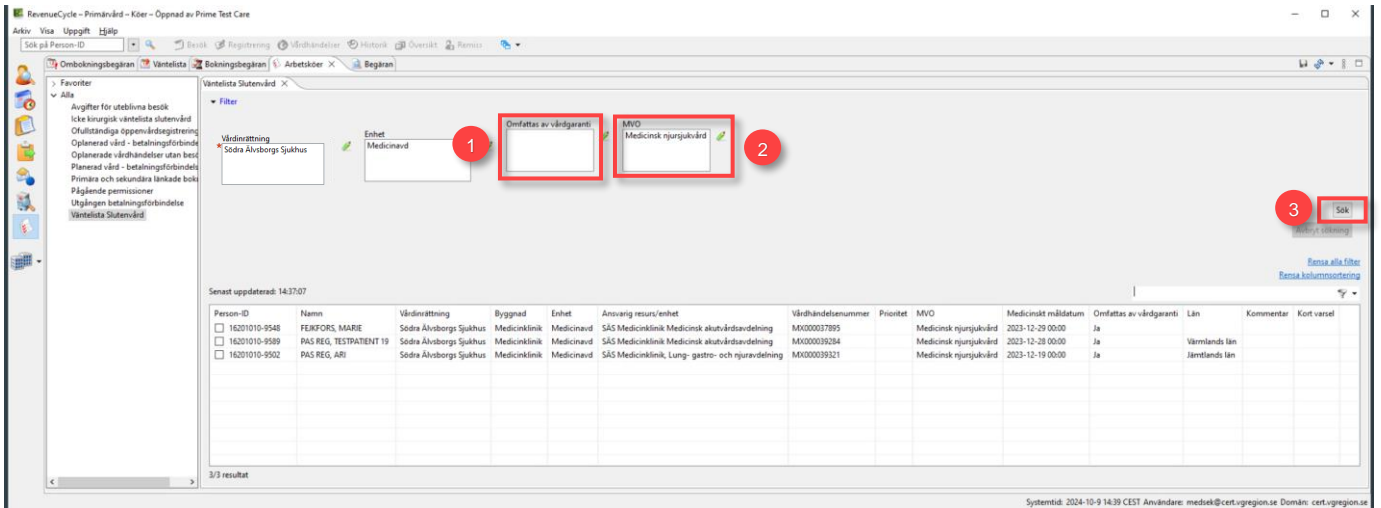 RevenueCycle – Primärvård – Köer – Öppnad av Prime Test Care
Arkiv Visa Uppgift Hjälp
Sök på Person-ID Besök Registrering Vårdhändelser Historik Översikt Remiss
Ombokningsbegäran Väntelista Bokningsbegäran Arbetsköer Begäran
Favoriter
Alla
Avgifter för uteblivna besök
Icke kirurgisk väntelista slutenvård
Ofullständiga öppenvårdsregistrering
Oplanerad vård - betalningsförbinde
Oplanerade vårdhändelser utan besö
Planerad vård - betalningsförbindels
Primära och sekundära länkade boki
Pågående permissioner
Utgången betalningsförbindelse
Väntelista Slutenvård
Väntelista Slutenvård
Filter
Vårdinrättning Enhet Omfattas av vårdgaranti MVO
* Södra Älvsborgs Sjukhus Medicinavd Medicinsk njursjukvård
1 2
3 Sök
Avbryt sökning
Rensa alla filter
Rensa kolumnsortering
Senast uppdaterad: 14:37:07
Person-ID Namn Vårdinrättning Byggnad Enhet Ansvarig resurs/enhet Vårdhändelsenummer Prioritet MVO Medicinskt måldatum Omfattas av vårdgaranti Län Kommentar Kort varsel
16201010-9548 FEJKFORS, MARIE Södra Älvsborgs Sjukhus Medicinklinik Medicinavd SÄS Medicinklinik Medicinsk akutvårdsavdelning MX000037895 Medicinsk njursjukvård 2023-12-29 00:00 Ja
16201010-9589 PAS REG, TESTPATIENT 19 Södra Älvsborgs Sjukhus Medicinklinik Medicinavd SÄS Medicinklinik Medicinsk akutvårdsavdelning MX000039284 Medicinsk njursjukvård 2023-12-28 00:00 Ja Värmlands län
16201010-9502 PAS REG, ARI Södra Älvsborgs Sjukhus Medicinklinik Medicinavd SÄS Medicinklinik, Lung- gastro- och njuravdelning MX000039321 Medicinsk njursjukvård 2023-12-19 00:00 Ja Jämtlands län
3/3 resultat
Systemtid: 2024-10-9 14:39 CEST Användare: medsek@cert.vgregion.se Domän: cert.vgregion.se